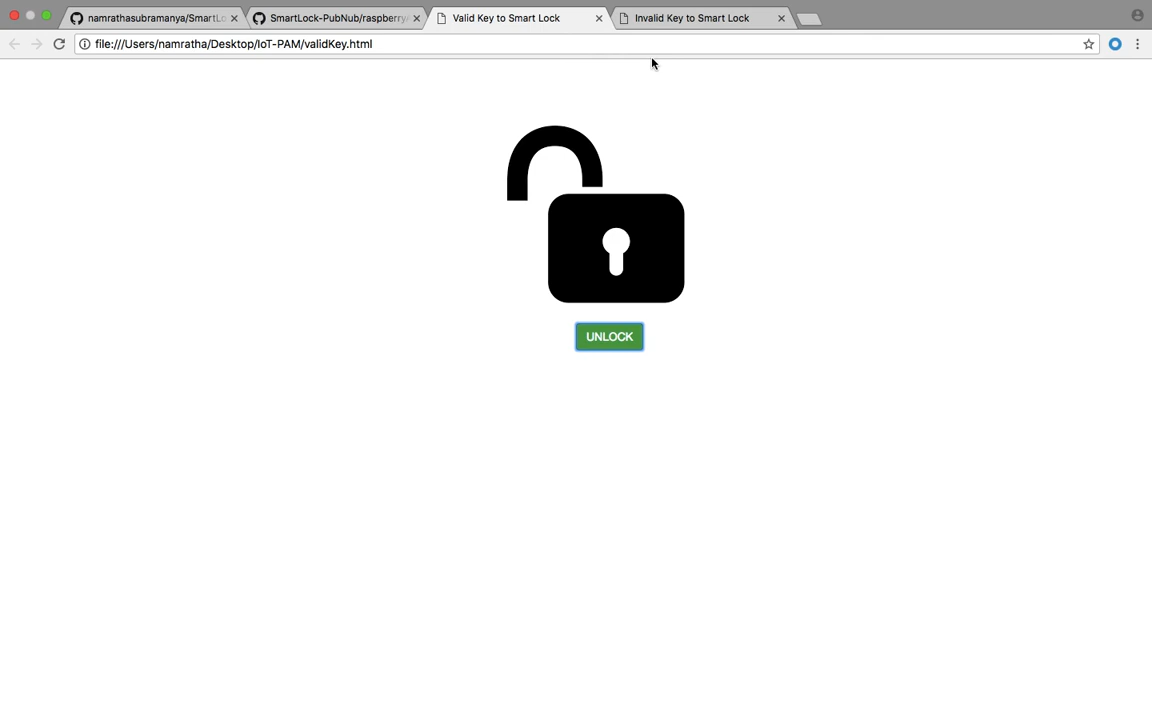 namrathasubramanya/SmartLo
SmartLock-PubNub/raspberry
Valid Key to Smart Lock
Invalid Key to Smart Lock
file:///Users/namratha/Desktop/IoT-PAM/validKey.html
UNLOCK